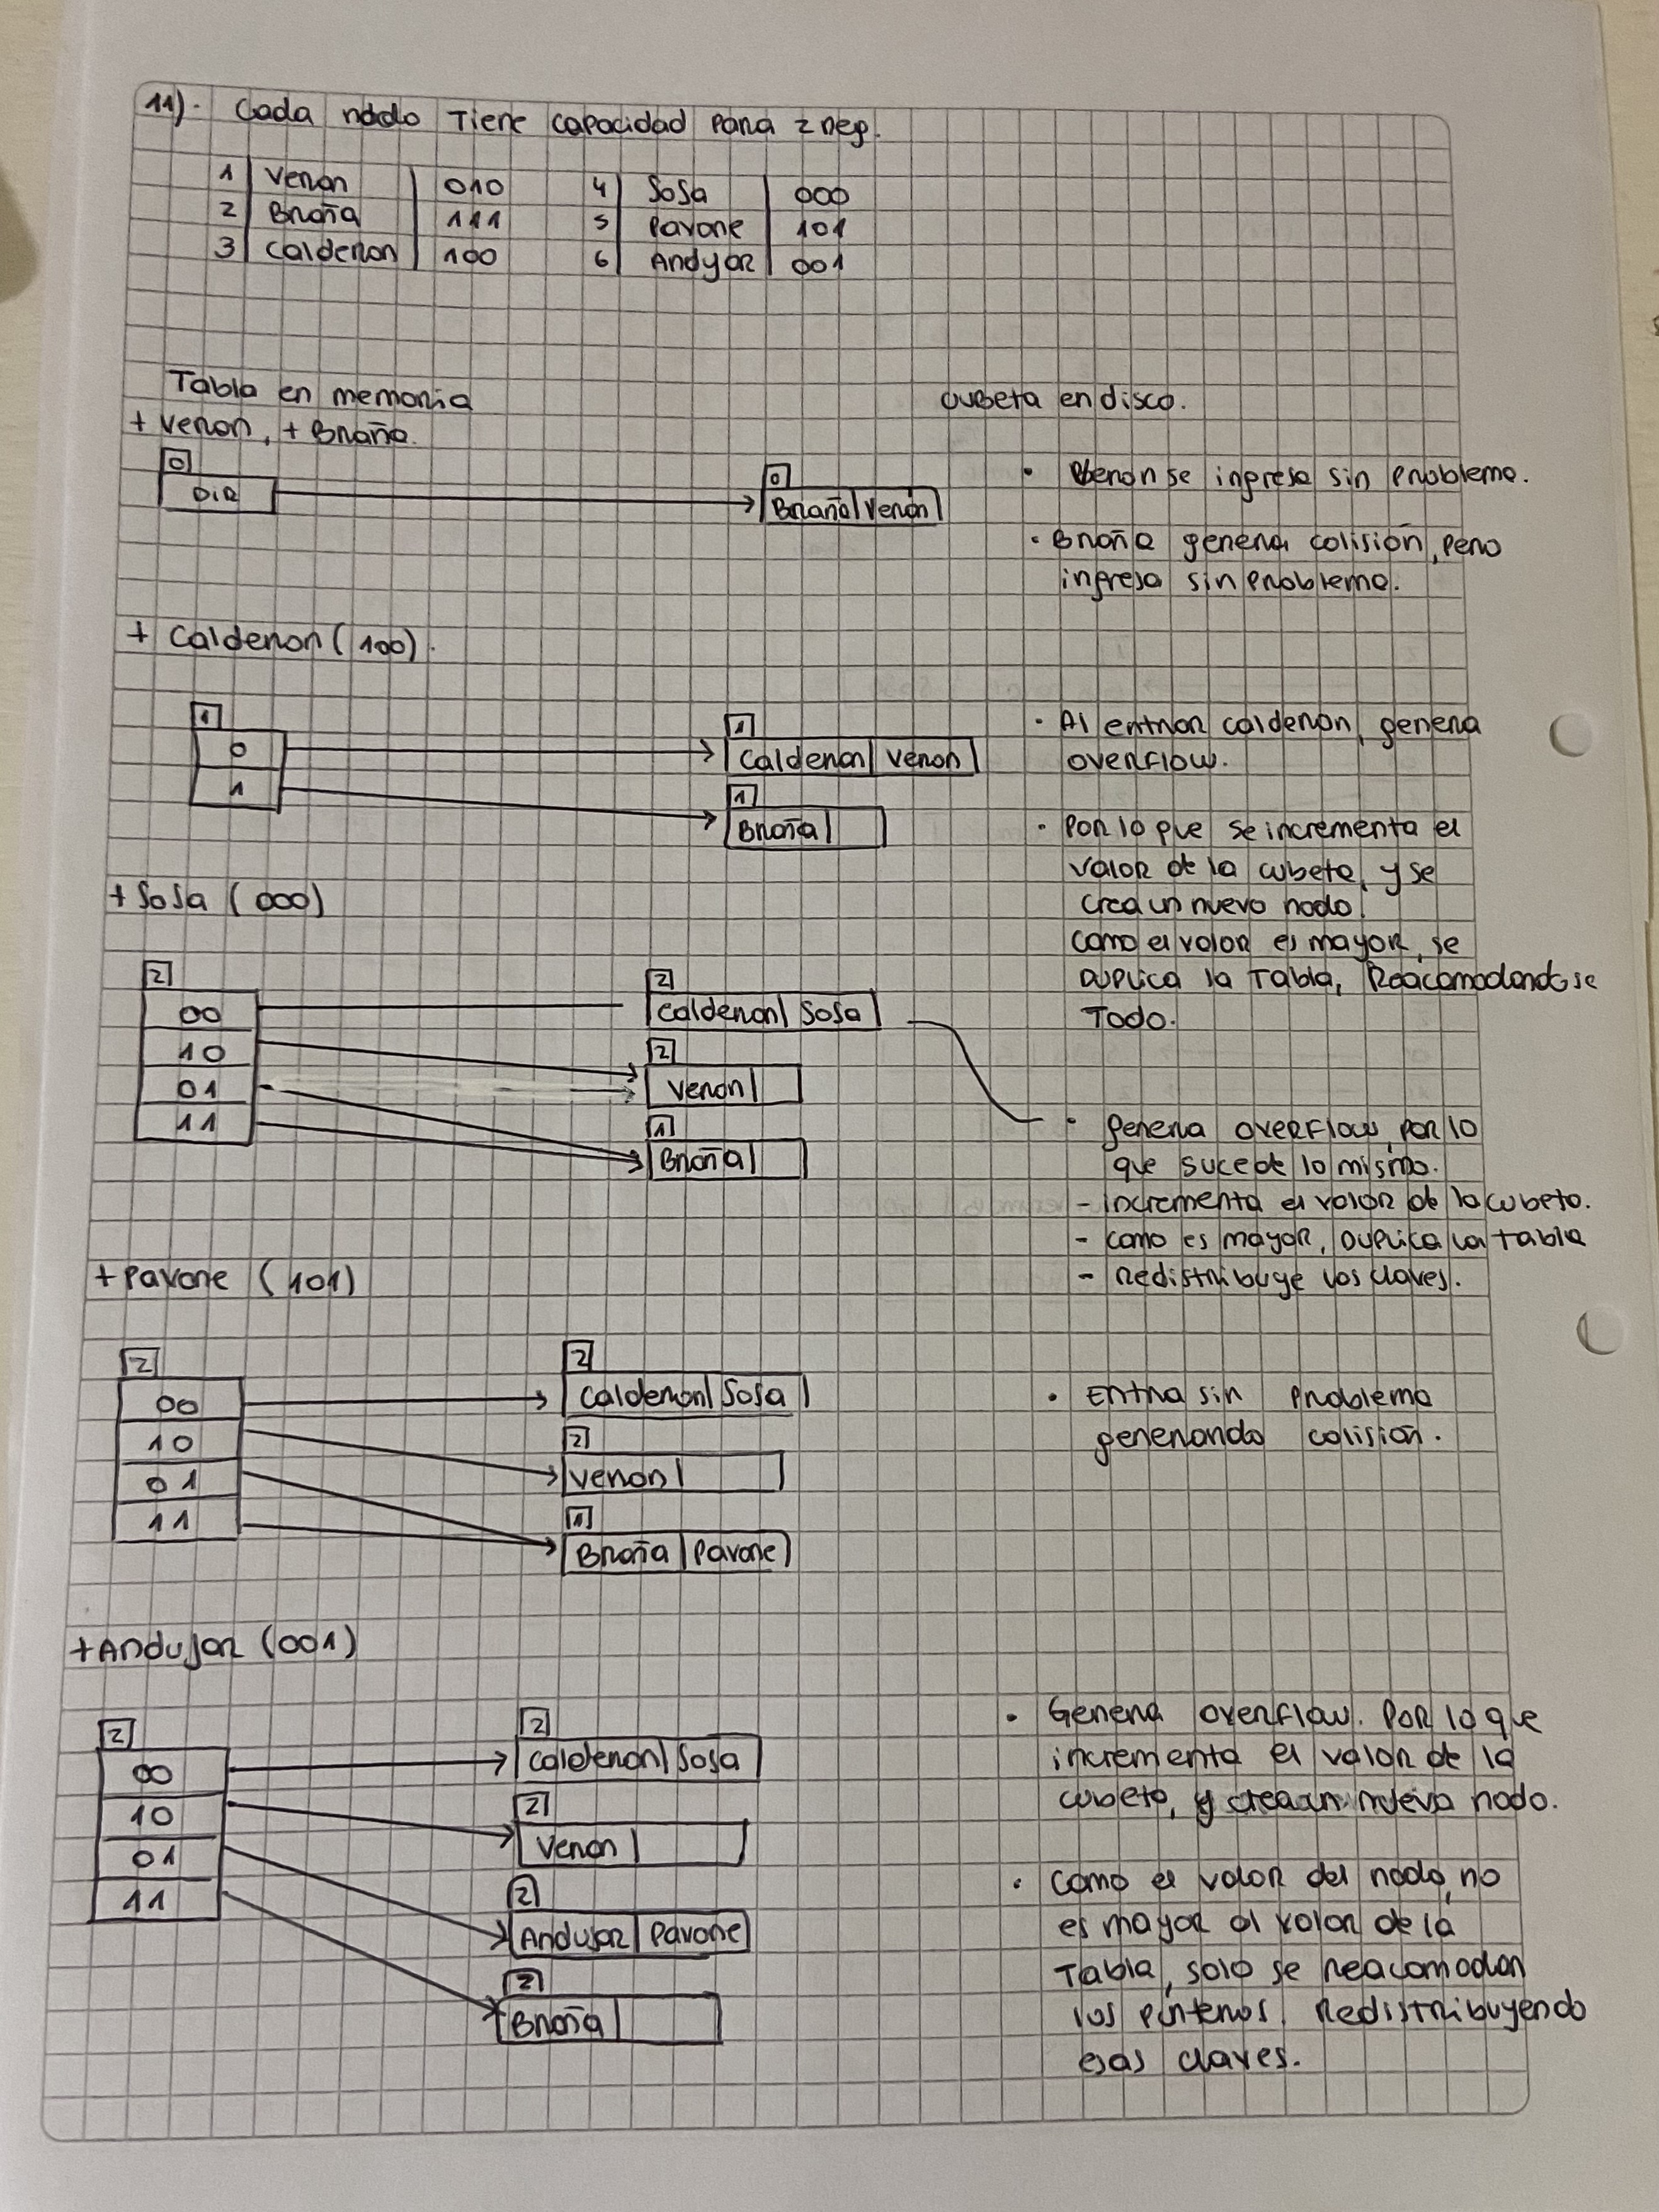 11). Cada nodo Tiene capacidad para 2 reg.
1 Veron 010 4 Sosa 000
2 Braña 111 5 Pavone 101
3 Calderon 100 6 Andujar 001
Tabla en memoria
cubeta en disco.
+ Veron, + Braña.
0
DIR
0
Braña Veron
· Veron se ingresa sin problema.
· Braña genera colisión, pero
ingresa sin problema.
+ Calderon (100).
1
0
1
1
Calderon Veron
1
Braña
· Al entrar calderon, genera
overflow.
· Por lo que se incrementa el
valor de la cubeta, y se
crea un nuevo nodo.
como el valor es mayor, se
duplica la Tabla, Reacomodandose
Todo.
+ Sosa (000)
2
00
10
01
11
2
Calderon Sosa
2
Veron
1
Braña
· genera overflow, por lo
que sucede lo mismo.
- incrementa el valor de la cubeta.
- como es mayor, Duplica la tabla
- Redistribuye las claves.
+ Pavone (101)
2
00
10
01
11
2
Calderon Sosa
2
Veron
1
Braña Pavone
· Entra sin problema
generando colision.
+ Andujar (001)
2
00
10
01
11
2
Calderon Sosa
2
Veron
2
Andujar Pavone
2
Braña
· Genera overflow. Por lo que
incrementa el valor de la
cubeta, y crea un nuevo nodo.
· como el valor del nodo, no
es mayor al valor de la
Tabla, solo se reacomodan
los punteros. Redistribuyendo
esas claves.